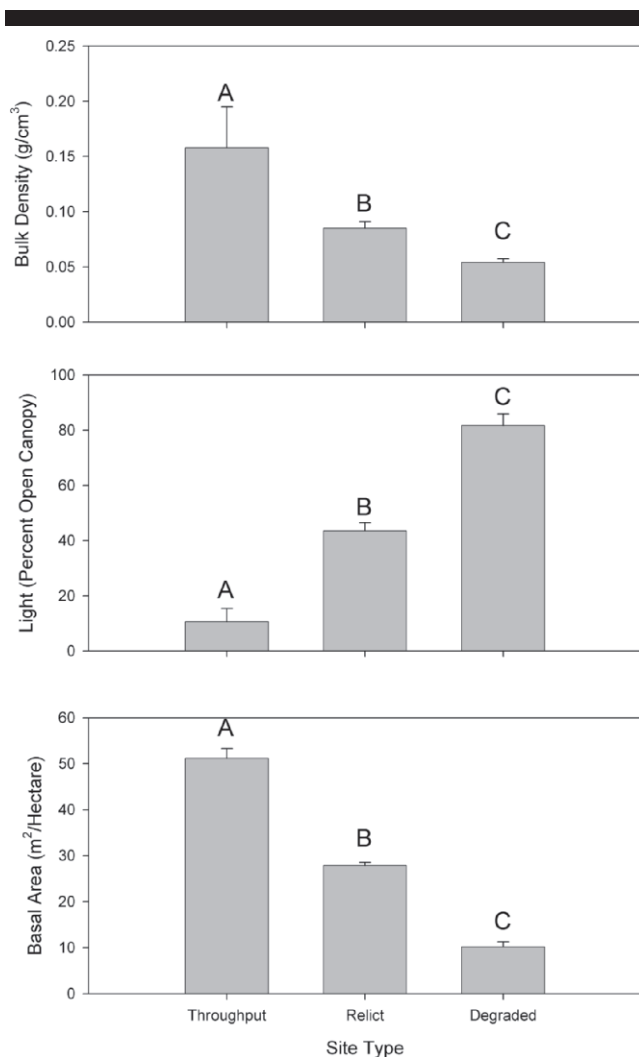 0.25
0.20
0.15
0.10
0.05
0.00
Bulk Density (g/cm³)
A
B
C
100
80
60
40
20
0
Light (Percent Open Canopy)
A
B
C
60
50
40
30
20
10
0
Basal Area (m²/Hectare)
A
B
C
Throughput Relict Degraded
Site Type